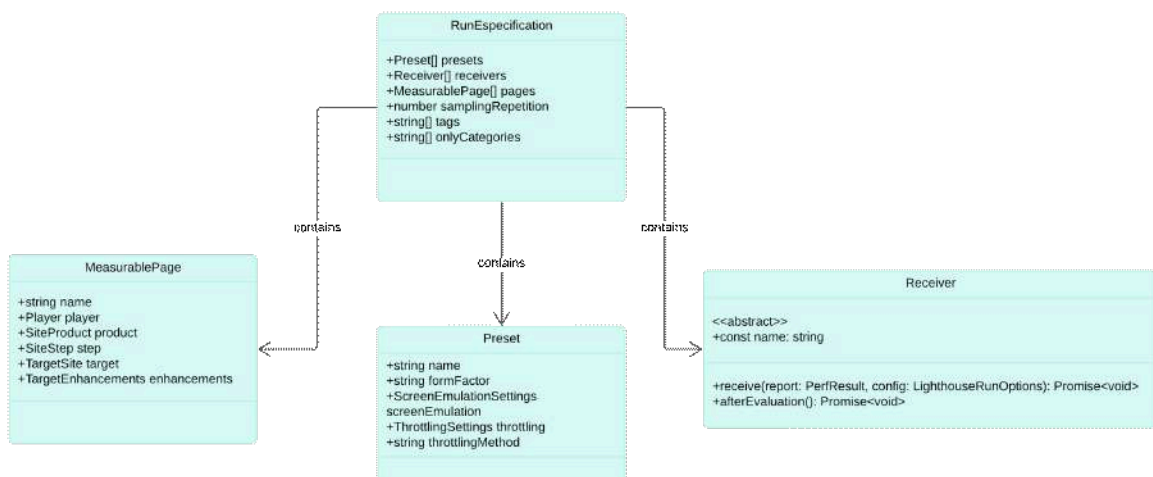 RunEspecification
+Preset[] presets
+Receiver[] receivers
+MeasurablePage[] pages
+number samplingRepetition
+string[] tags
+string[] onlyCategories
contains
contains
contains
MeasurablePage
+string name
+Player player
+SiteProduct product
+SiteStep step
+TargetSite target
+TargetEnhancements enhancements
Preset
+string name
+string formFactor
+ScreenEmulationSettings
screenEmulation
+ThrottlingSettings throttling
+string throttlingMethod
Receiver
<<abstract>>
+const name: string
+receive(report: PerfResult, config: LighthouseRunOptions): Promise<void>
+afterEvaluation(): Promise<void>